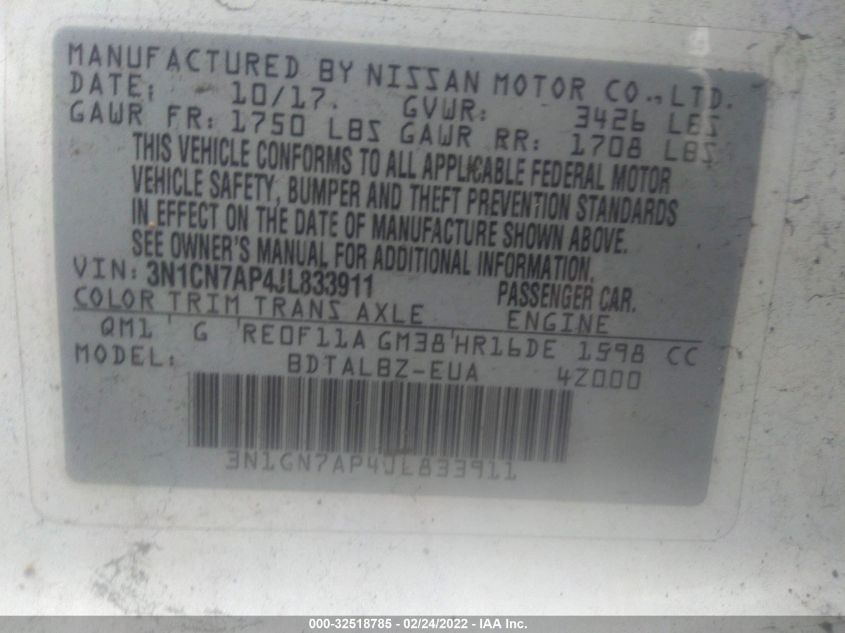 MANUFACTURED BY NISSAN MOTOR CO.,LTD.
DATE: 10/17. GVWR: 3426 LBS
GAWR FR: 1750 LBS GAWR RR: 1708 LBS
THIS VEHICLE CONFORMS TO ALL APPLICABLE FEDERAL MOTOR
VEHICLE SAFETY, BUMPER AND THEFT PREVENTION STANDARDS
IN EFFECT ON THE DATE OF MANUFACTURE SHOWN ABOVE.
SEE OWNER'S MANUAL FOR ADDITIONAL INFORMATION.
VIN: 3N1CN7AP4JL833911 PASSENGER CAR.
COLOR TRIM TRANS AXLE ENGINE
QM1 ' G 'RE0F11A GM38'HR16DE 1598 CC
MODEL: BDTALBZ-EUA 4Z000
3N1CN7AP4JL833911
000-32518785 - 02/24/2022 - IAA Inc.